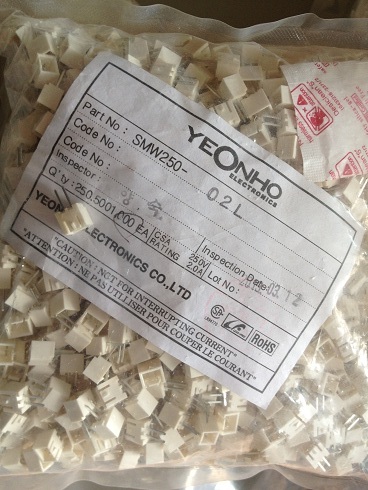 YEONHO
ELECTRONICS
Part No : SMW250- 02L
Code No :
Code No :
Inspector :
Q'ty : 250.500 EA
CSA RATING 250V 2.0A
Inspection Date : 03.12
Lot No :
ELECTRONICS CO.,LTD
"CAUTION : NOT FOR INTERRUPTING CURRENT"
"ATTENTION : NE PAS UTILISER POUR COUPER LE COURANT"
RoHS